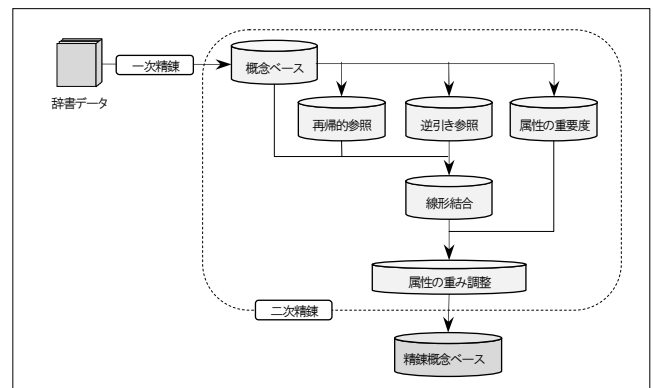 一次精錬
概念ベース
辞書データ
再帰的参照
逆引き参照
属性の重要度
線形結合
属性の重み調整
二次精錬
精錬概念ベース